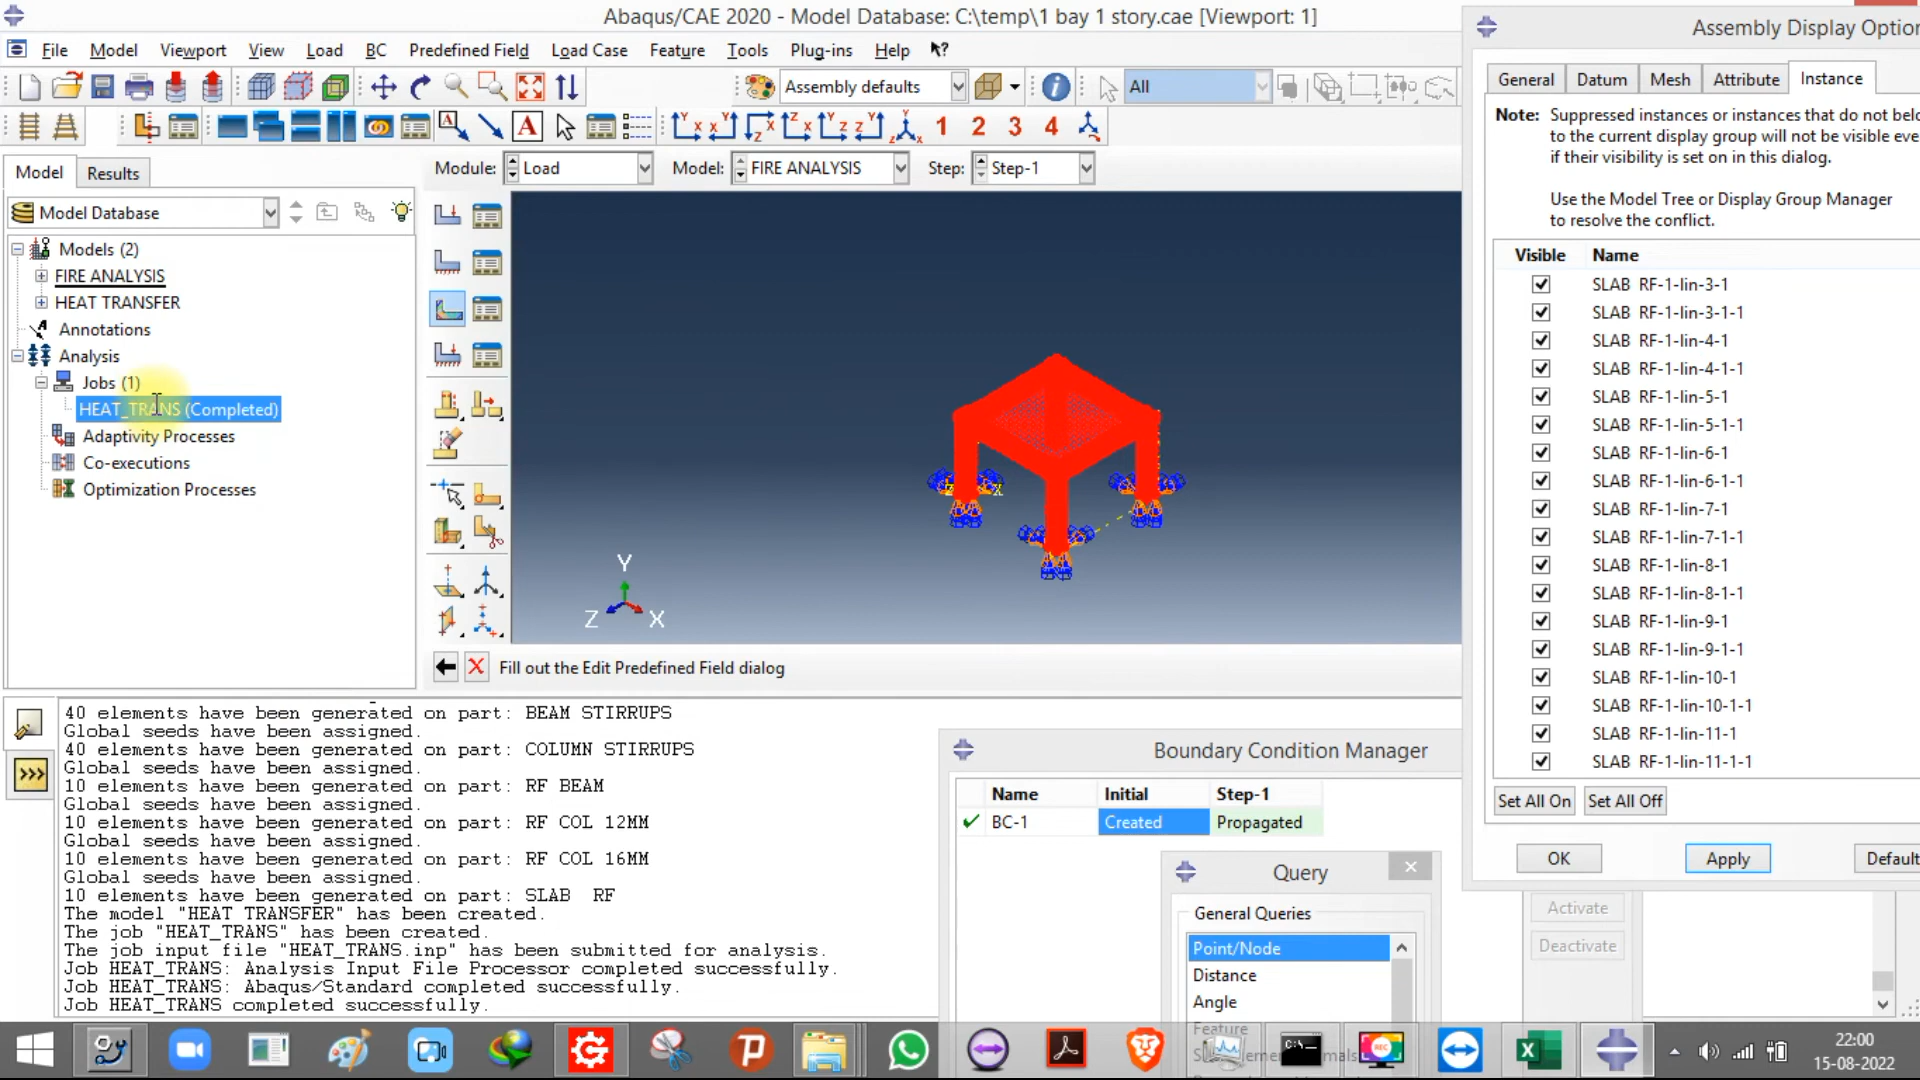 Abaqus/CAE 2020 - Model Database: C:\temp\1 bay 1 story.cae [Viewport: 1]
File Model Viewport View Load BC Predefined Field Load Case Feature Tools Plug-ins Help
Assembly defaults All
1 2 3 4
Model Results
Module: Load Model: FIRE ANALYSIS Step: Step-1
Model Database
Models (2)
FIRE ANALYSIS
HEAT TRANSFER
Annotations
Analysis
Jobs (1)
HEAT_TRANS (Completed)
Adaptivity Processes
Co-executions
Optimization Processes
Y
Z X
Fill out the Edit Predefined Field dialog
40 elements have been generated on part: BEAM STIRRUPS
Global seeds have been assigned.
40 elements have been generated on part: COLUMN STIRRUPS
Global seeds have been assigned.
10 elements have been generated on part: RF BEAM
Global seeds have been assigned.
10 elements have been generated on part: RF COL 12MM
Global seeds have been assigned.
10 elements have been generated on part: RF COL 16MM
Global seeds have been assigned.
10 elements have been generated on part: SLAB  RF
The model "HEAT TRANSFER" has been created.
The job "HEAT_TRANS" has been created.
The job input file "HEAT_TRANS.inp" has been submitted for analysis.
Job HEAT_TRANS: Analysis Input File Processor completed successfully.
Job HEAT_TRANS: Abaqus/Standard completed successfully.
Job HEAT_TRANS completed successfully.
Assembly Display Option
General Datum Mesh Attribute Instance
Note: Suppressed instances or instances that do not belo
to the current display group will not be visible eve
if their visibility is set on in this dialog.
Use the Model Tree or Display Group Manager
to resolve the conflict.
Visible Name
SLAB  RF-1-lin-3-1
SLAB  RF-1-lin-3-1-1
SLAB  RF-1-lin-4-1
SLAB  RF-1-lin-4-1-1
SLAB  RF-1-lin-5-1
SLAB  RF-1-lin-5-1-1
SLAB  RF-1-lin-6-1
SLAB  RF-1-lin-6-1-1
SLAB  RF-1-lin-7-1
SLAB  RF-1-lin-7-1-1
SLAB  RF-1-lin-8-1
SLAB  RF-1-lin-8-1-1
SLAB  RF-1-lin-9-1
SLAB  RF-1-lin-9-1-1
SLAB  RF-1-lin-10-1
SLAB  RF-1-lin-10-1-1
SLAB  RF-1-lin-11-1
SLAB  RF-1-lin-11-1-1
Set All On Set All Off
OK Apply Default
Boundary Condition Manager
Name Initial Step-1
BC-1 Created Propagated
Activate
Deactivate
Query
General Queries
Point/Node
Distance
Angle
Feature
22:00
15-08-2022